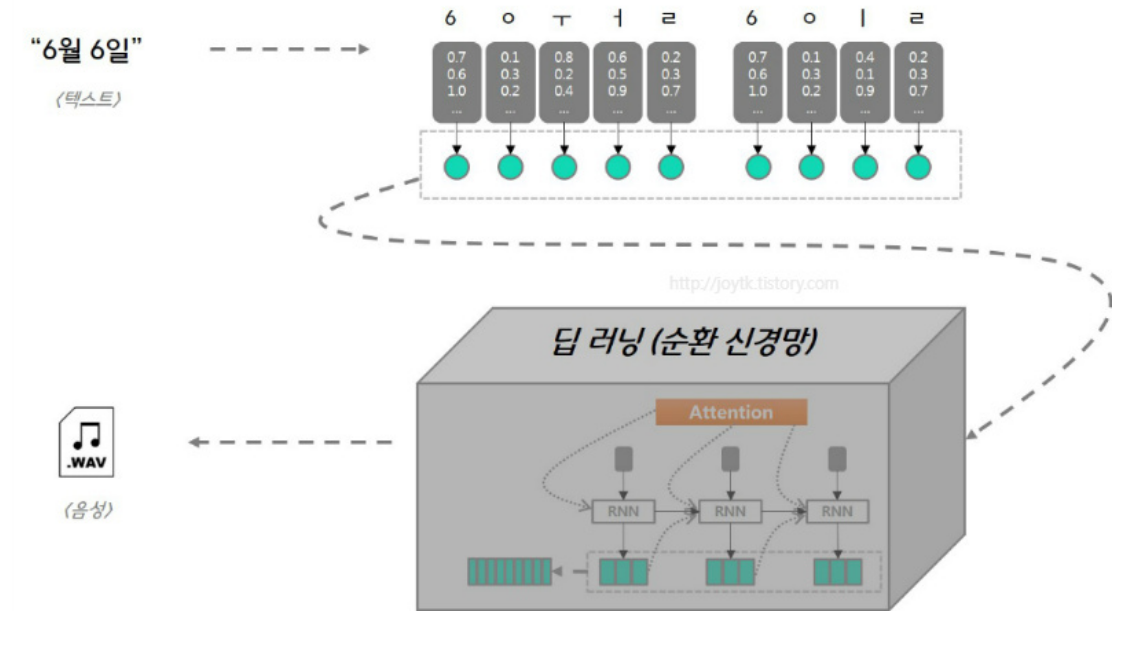 6 ㅇ ㅜ ㅓ ㄹ 6 ㅇ ㅣ ㄹ
“6월 6일”
<텍스트>
0.7 0.1 0.8 0.6 0.2 0.7 0.1 0.4 0.2
0.6 0.3 0.2 0.5 0.3 0.6 0.3 0.1 0.3
1.0 0.2 0.4 0.9 0.7 1.0 0.2 0.9 0.7
... ... ... ... ... ... ... ... ...
http://joytk.tistory.com
딥 러닝 (순환 신경망)
Attention
RNN RNN RNN
.WAV
<음성>